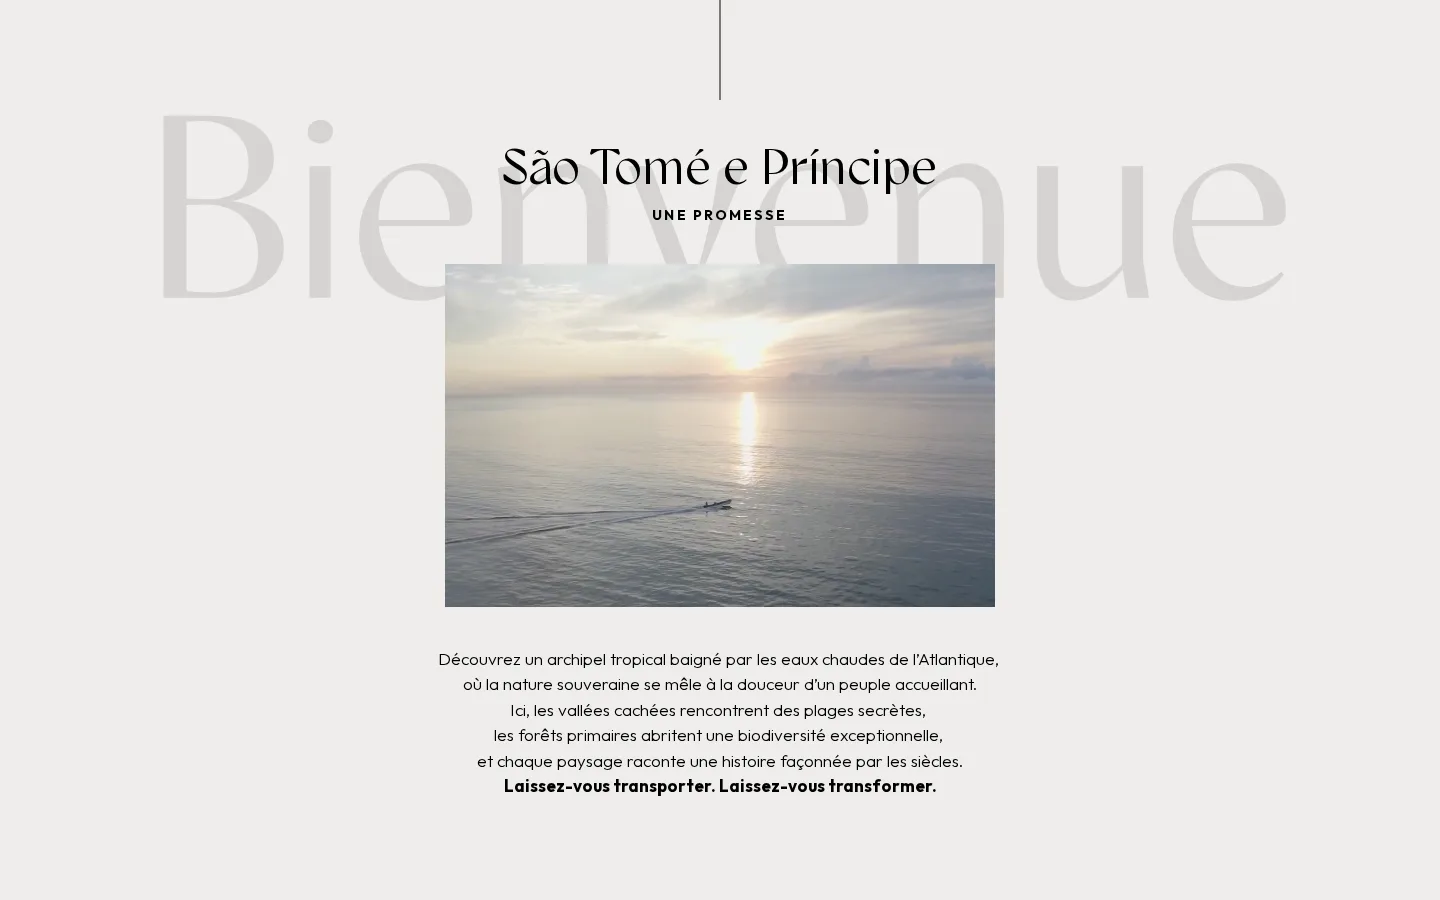 Bienvenue
São Tomé e Príncipe
UNE PROMESSE
Découvrez un archipel tropical baigné par les eaux chaudes de l’Atlantique,
où la nature souveraine se mêle à la douceur d’un peuple accueillant.
Ici, les vallées cachées rencontrent des plages secrètes,
les forêts primaires abritent une biodiversité exceptionnelle,
et chaque paysage raconte une histoire façonnée par les siècles.
Laissez-vous transporter. Laissez-vous transformer.